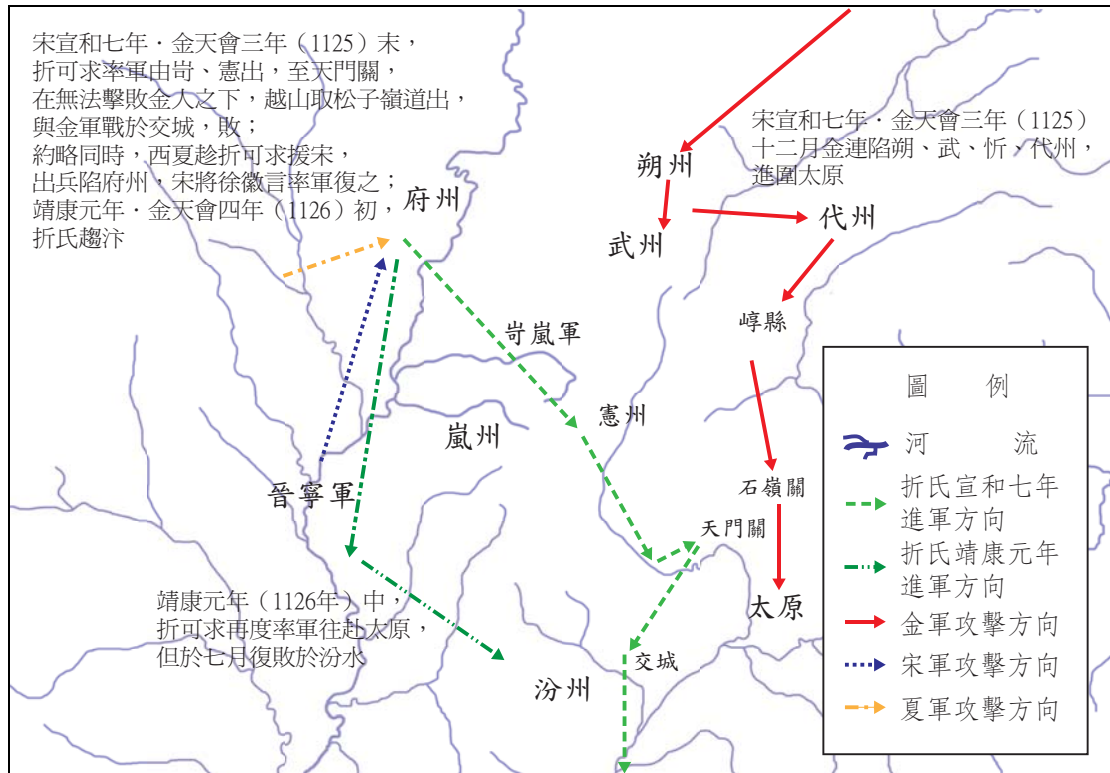 宋宣和七年．金天會三年（1125）末，
折可求率軍由岢、憲出，至天門關，
在無法擊敗金人之下，越山取松子嶺道出，
與金軍戰於交城，敗；
約略同時，西夏趁折可求援宋，
出兵陷府州，宋將徐徽言率軍復之；
靖康元年．金天會四年（1126）初，
折氏趨汴
宋宣和七年．金天會三年（1125）
十二月金連陷朔、武、忻、代州，
進圍太原
朔州
府州
代州
武州
崞縣
岢嵐軍
憲州
嵐州
石嶺關
晉寧軍
天門關
太原
靖康元年（1126年）中，
折可求再度率軍往赴太原，
但於七月復敗於汾水
交城
汾州
圖 例
河 流
折氏宣和七年
進軍方向
折氏靖康元年
進軍方向
金軍攻擊方向
宋軍攻擊方向
夏軍攻擊方向